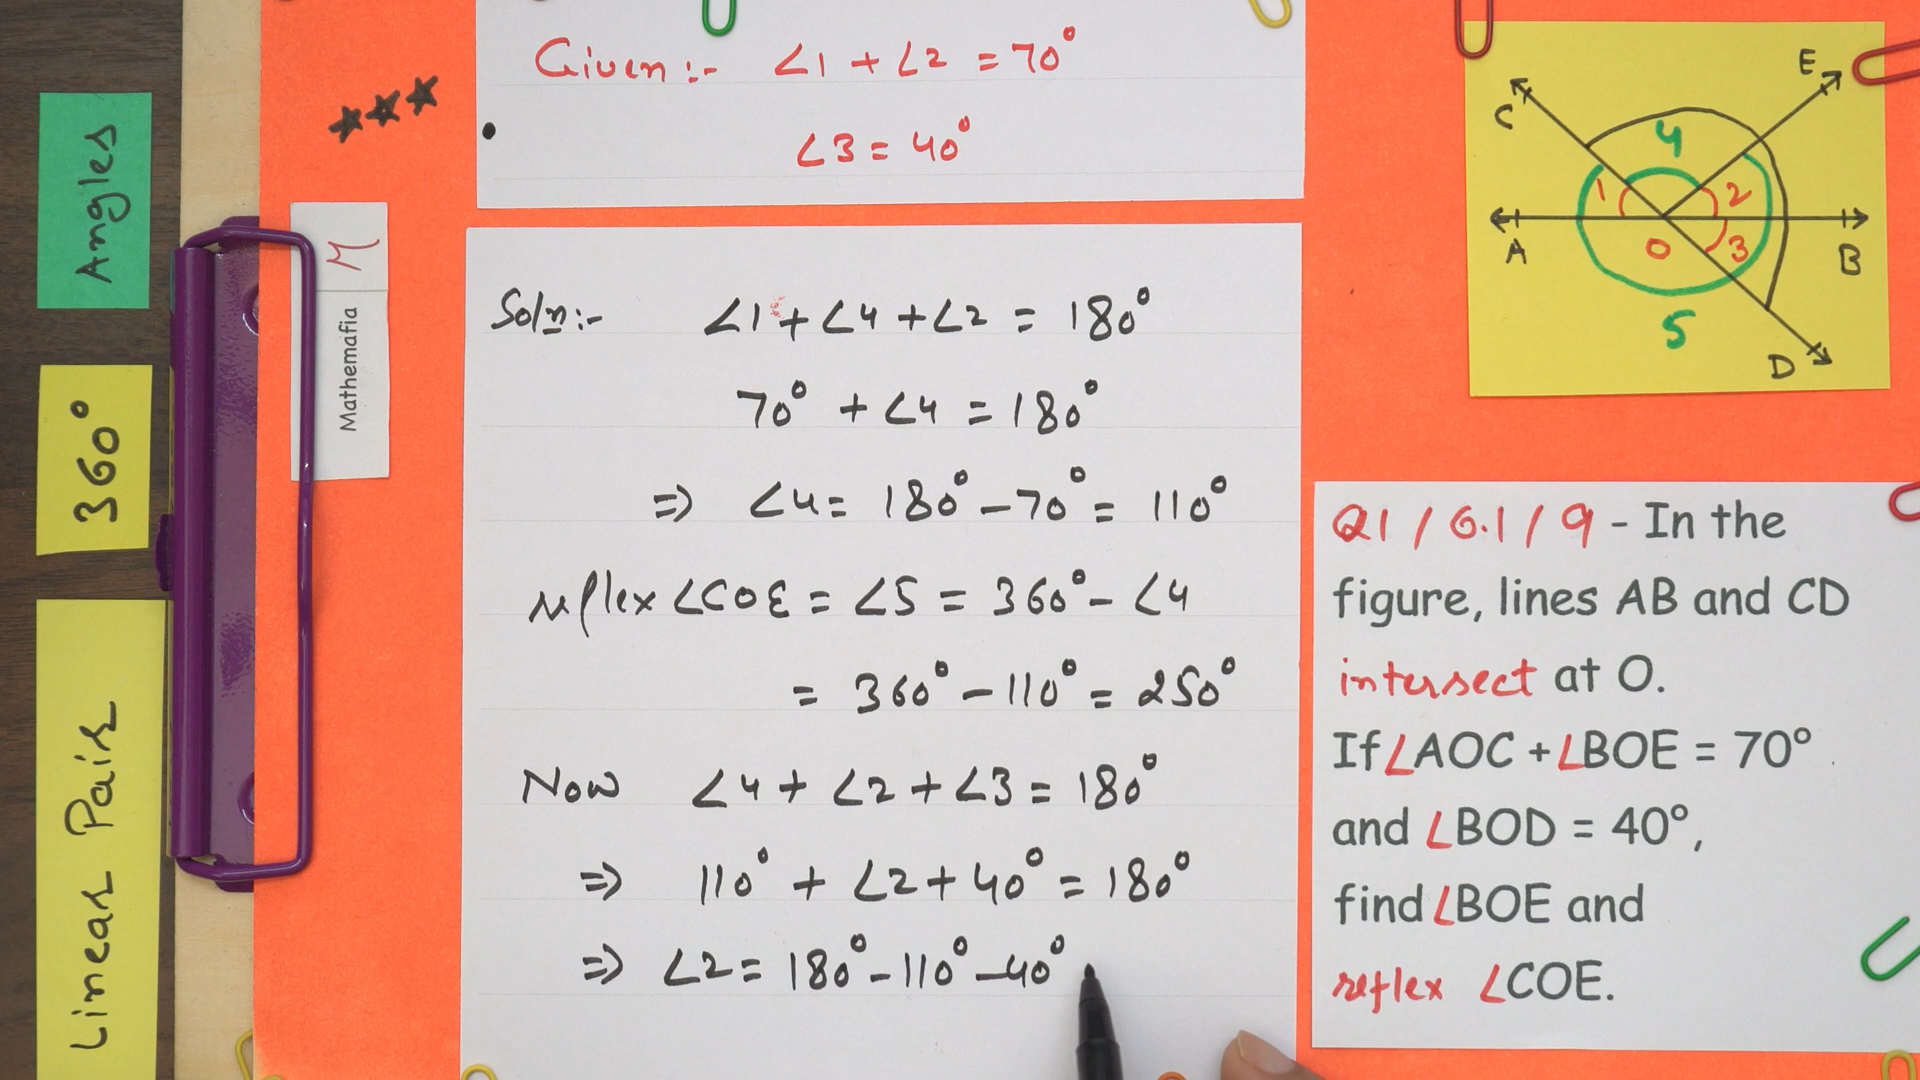 Angles
360°
Linear Pair
M
Mathemafia
Given :- ∠1 + ∠2 = 70°
∠3 = 40°
Soln:- ∠1 + ∠4 + ∠2 = 180°
70° + ∠4 = 180°
=> ∠4 = 180° - 70° = 110°
reflex ∠COE = ∠5 = 360° - ∠4
= 360° - 110° = 250°
Now ∠4 + ∠2 + ∠3 = 180°
=> 110° + ∠2 + 40° = 180°
=> ∠2 = 180° - 110° - 40°
C
E
4
1
2
A
O
3
B
5
D
Q1 / 6.1 / 9 - In the
figure, lines AB and CD
intersect at O.
If ∠AOC + ∠BOE = 70°
and ∠BOD = 40°,
find ∠BOE and
reflex ∠COE.